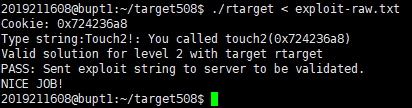 2019211608@bupt1:~/target508$ ./rtarget < exploit-raw.txt
Cookie: 0x724236a8
Type string:Touch2!: You called touch2(0x724236a8)
Valid solution for level 2 with target rtarget
PASS: Sent exploit string to server to be validated.
NICE JOB!
2019211608@bupt1:~/target508$